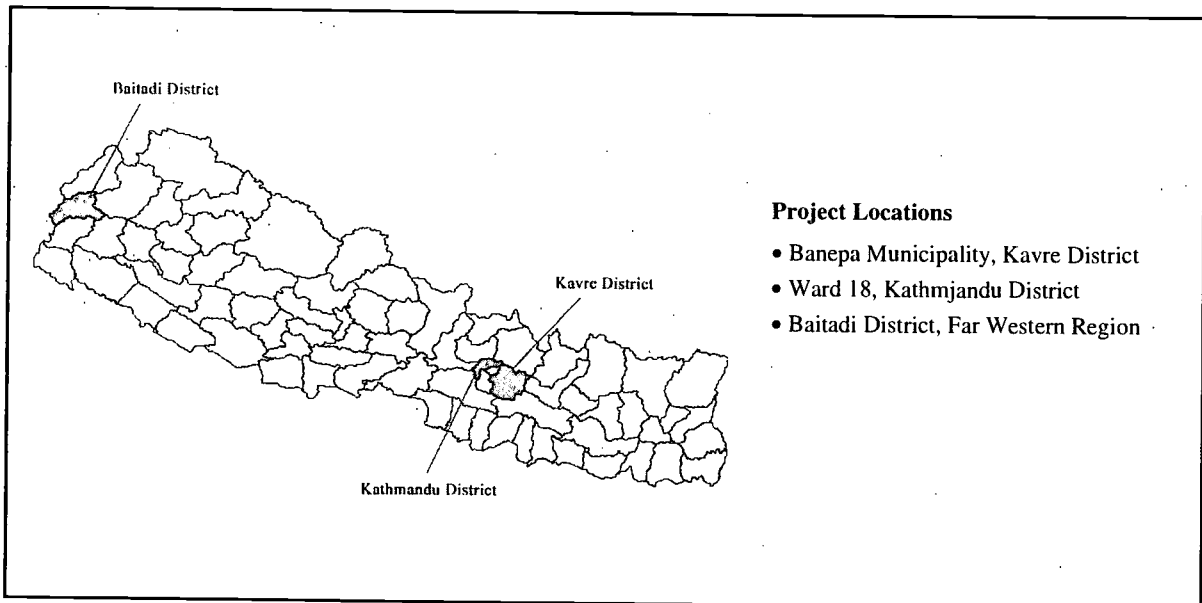 Baitadi District
Kavre District
Kathmandu District
Project Locations
• Banepa Municipality, Kavre District
• Ward 18, Kathmjandu District
• Baitadi District, Far Western Region